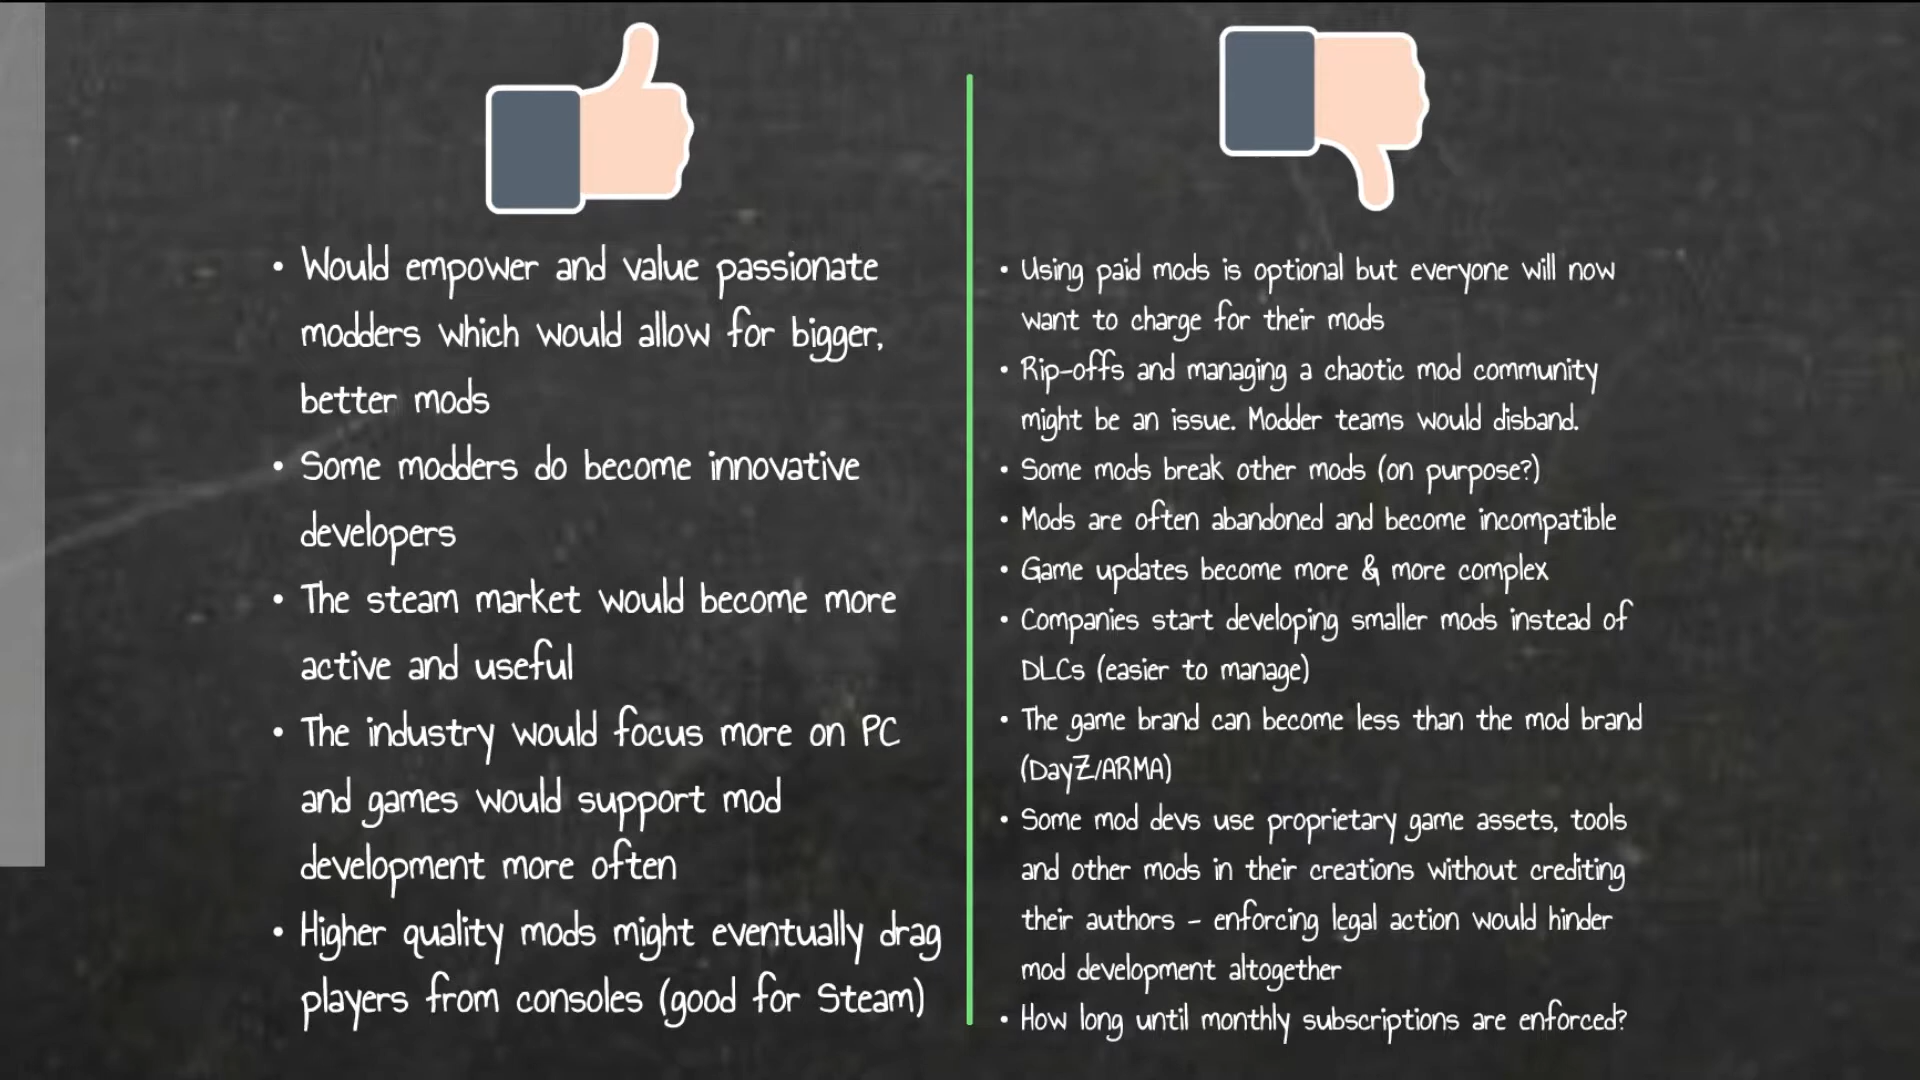 • Would empower and value passionate
modders which would allow for bigger,
better mods
• Some modders do become innovative
developers
• The steam market would become more
active and useful
• The industry would focus more on PC
and games would support mod
development more often
• Higher quality mods might eventually drag
players from consoles (good for Steam)
• Using paid mods is optional but everyone will now
want to charge for their mods
• Rip-offs and managing a chaotic mod community
might be an issue. Modder teams would disband.
• Some mods break other mods (on purpose?)
• Mods are often abandoned and become incompatible
• Game updates become more & more complex
• Companies start developing smaller mods instead of
DLCs (easier to manage)
• The game brand can become less than the mod brand
(DayZ/ARMA)
• Some mod devs use proprietary game assets, tools
and other mods in their creations without crediting
their authors - enforcing legal action would hinder
mod development altogether
• How long until monthly subscriptions are enforced?